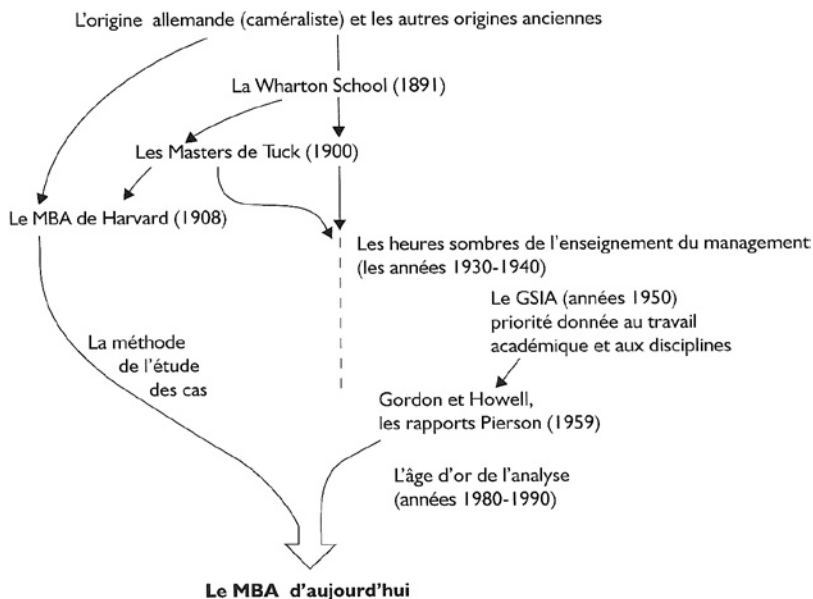 L'origine allemande (caméraliste) et les autres origines anciennes
La Wharton School (1891)
Les Masters de Tuck (1900)
Le MBA de Harvard (1908)
Les heures sombres de l'enseignement du management
(les années 1930-1940)
Le GSIA (années 1950)
priorité donnée au travail
académique et aux disciplines
La méthode
de l'étude
des cas
Gordon et Howell,
les rapports Pierson (1959)
L'âge d'or de l'analyse
(années 1980-1990)
Le MBA d'aujourd'hui